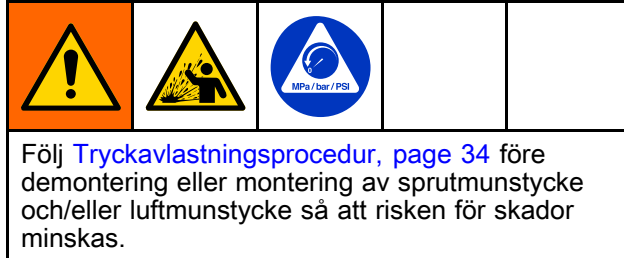 0
MPa/bar/PSI
Följ Tryckavlastningsprocedur, page 34 före
demontering eller montering av sprutmunstycke
och/eller luftmunstycke så att risken för skador
minskas.